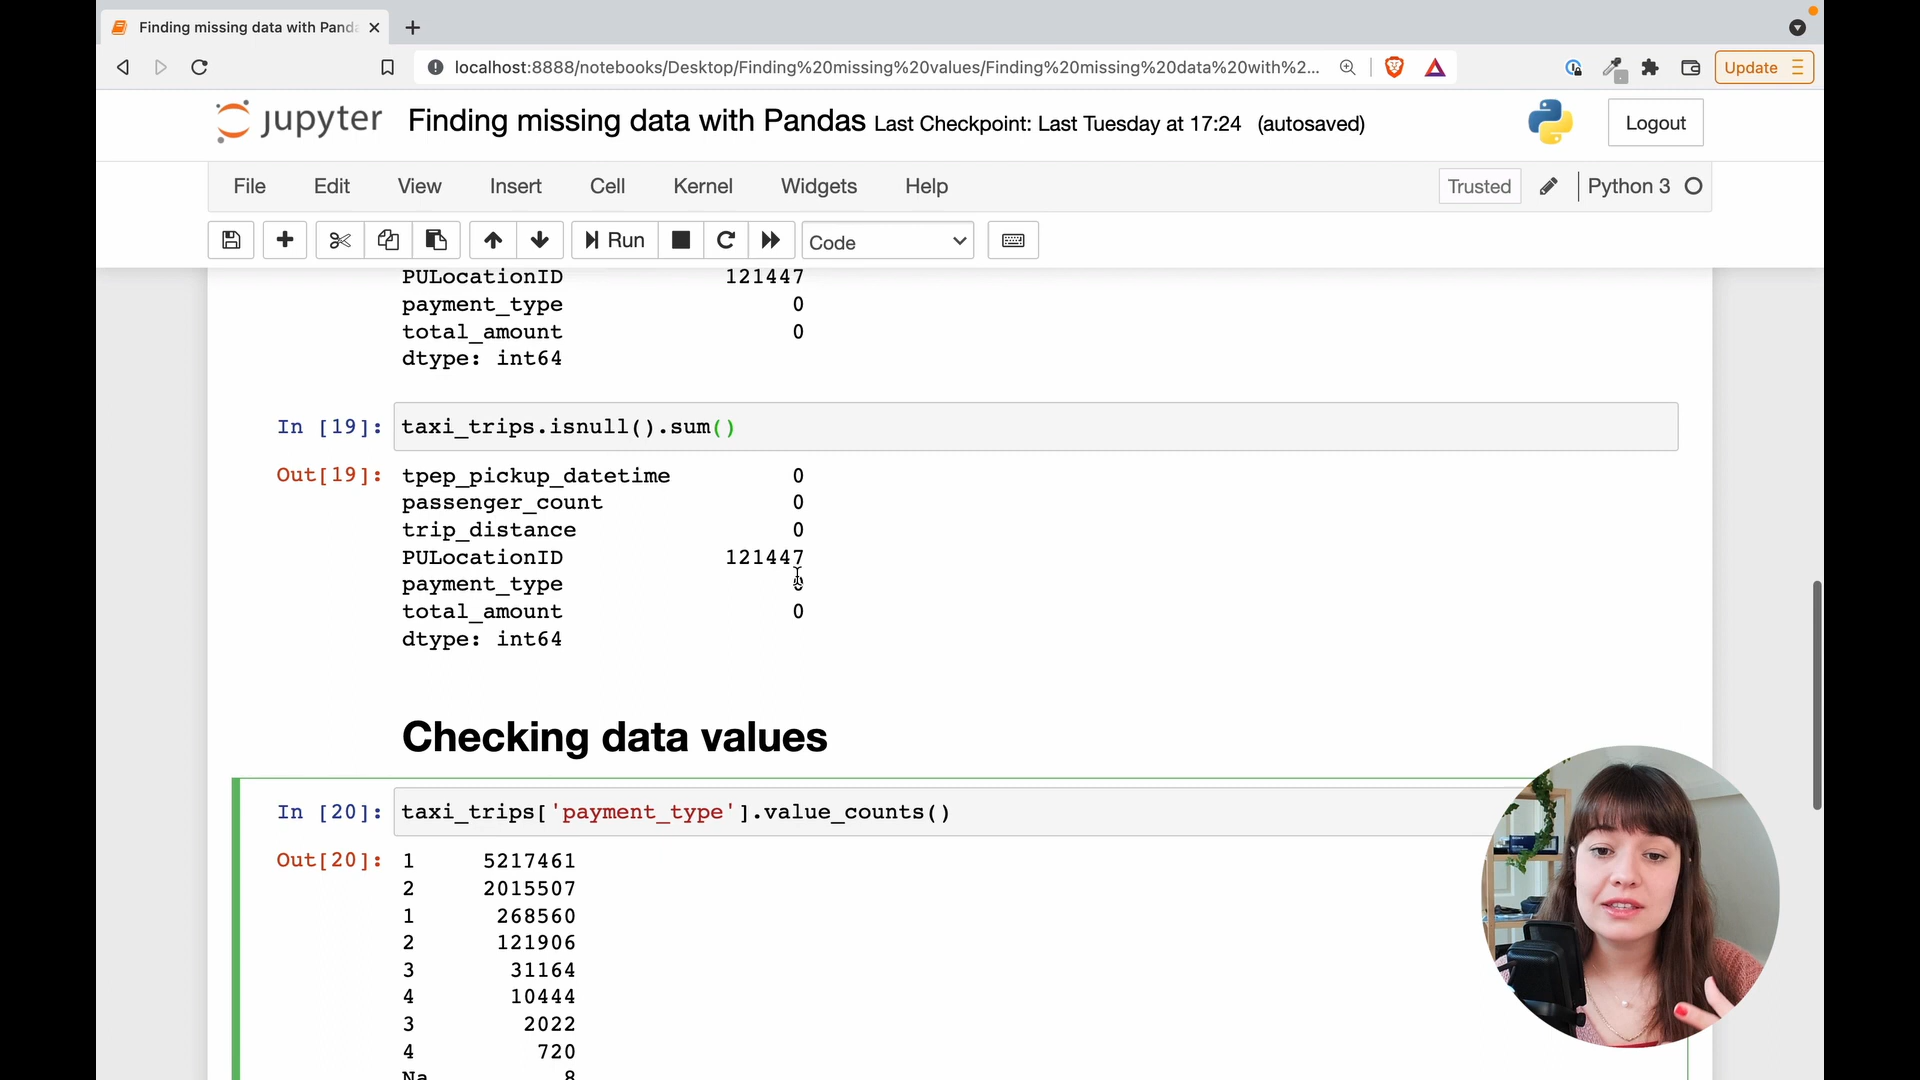 Finding missing data with Panda
localhost:8888/notebooks/Desktop/Finding%20missing%20values/Finding%20missing%20data%20with%2...
Update
jupyter Finding missing data with Pandas Last Checkpoint: Last Tuesday at 17:24 (autosaved)
Logout
File Edit View Insert Cell Kernel Widgets Help
Trusted Python 3
Run Code
PULocationID 121447
payment_type 0
total_amount 0
dtype: int64
In [19]: taxi_trips.isnull().sum()
Out[19]: tpep_pickup_datetime 0
passenger_count 0
trip_distance 0
PULocationID 121447
payment_type 0
total_amount 0
dtype: int64
Checking data values
In [20]: taxi_trips['payment_type'].value_counts()
Out[20]: 1 5217461
2 2015507
1 268560
2 121906
3 31164
4 10444
3 2022
4 720
Na 8